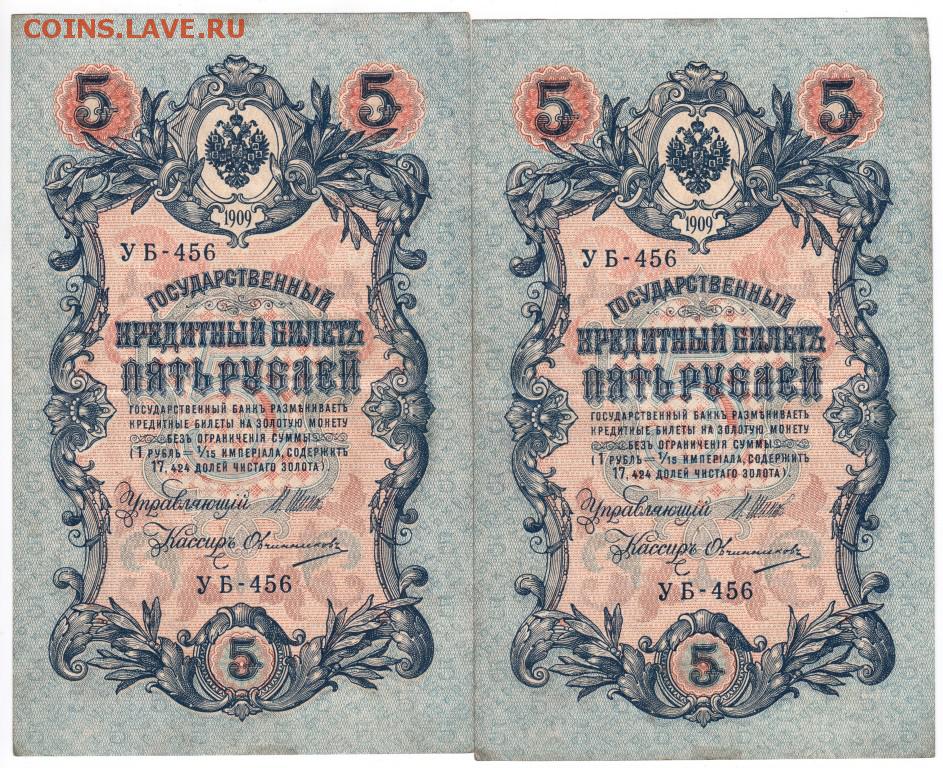 COINS.LAVE.RU
5 5
1909
УБ-456
ГОСУДАРСТВЕННЫЙ
КРЕДИТНЫЙ БИЛЕТЪ
ПЯТЬ РУБЛЕЙ
ГОСУДАРСТВЕННЫЙ БАНКЪ РАЗМѢНИВАЕТЪ
КРЕДИТНЫЕ БИЛЕТЫ НА ЗОЛОТУЮ МОНЕТУ
БЕЗЪ ОГРАНИЧЕНІЯ СУММЫ
(1 РУБЛЬ = 1/15 ИМПЕРІАЛА, СОДЕРЖИТЪ
17,424 ДОЛЕЙ ЧИСТАГО ЗОЛОТА).
Управляющій
Кассиръ Овчинниковъ
УБ-456
5
5 5
1909
УБ-456
ГОСУДАРСТВЕННЫЙ
КРЕДИТНЫЙ БИЛЕТЪ
ПЯТЬ РУБЛЕЙ
ГОСУДАРСТВЕННЫЙ БАНКЪ РАЗМѢНИВАЕТЪ
КРЕДИТНЫЕ БИЛЕТЫ НА ЗОЛОТУЮ МОНЕТУ
БЕЗЪ ОГРАНИЧЕНІЯ СУММЫ
(1 РУБЛЬ = 1/15 ИМПЕРІАЛА, СОДЕРЖИТЪ
17,424 ДОЛЕЙ ЧИСТАГО ЗОЛОТА).
Управляющій
Кассиръ Овчинниковъ
УБ-456
5